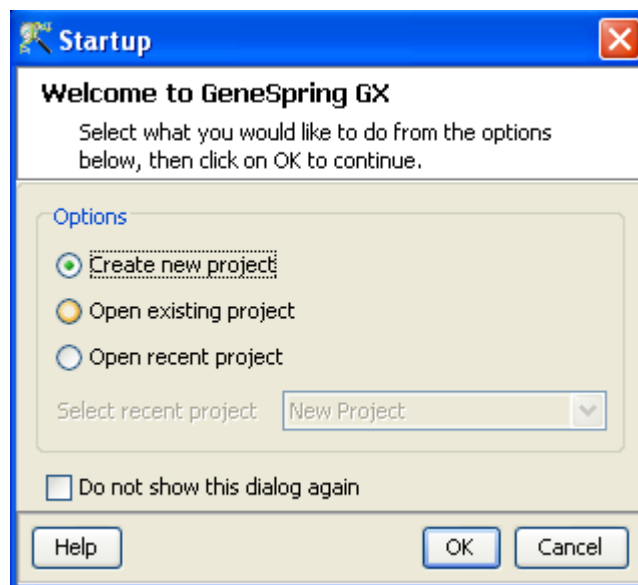 Startup
Welcome to GeneSpring GX
Select what you would like to do from the options
below, then click on OK to continue.
Options
Create new project
Open existing project
Open recent project
Select recent project New Project
Do not show this dialog again
Help OK Cancel